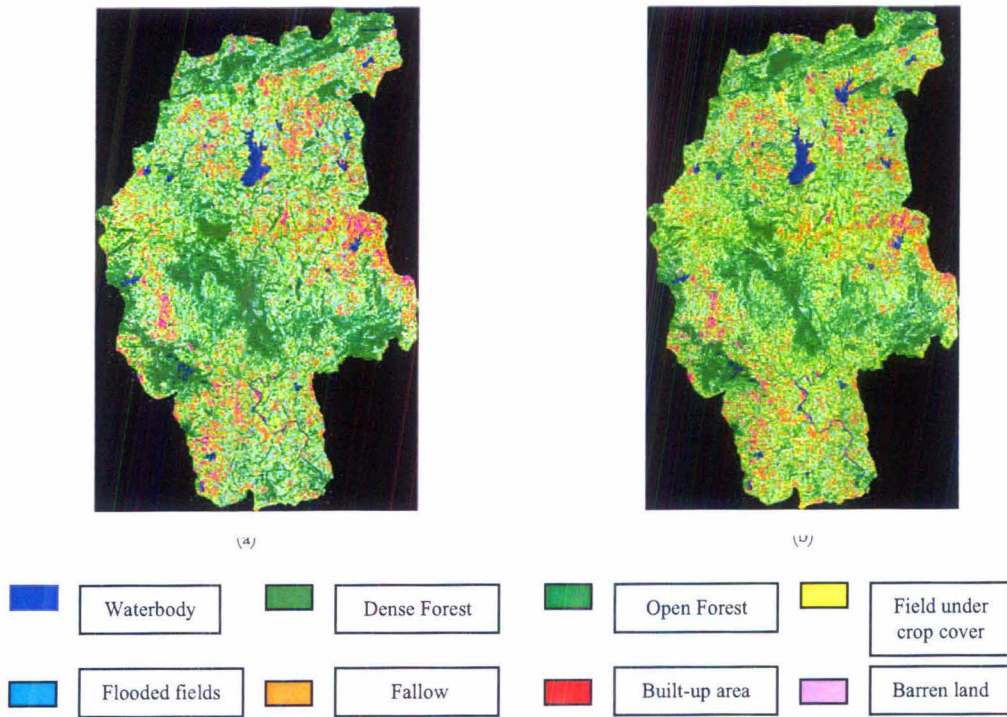 (a)
(b)
Waterbody
Dense Forest
Open Forest
Field under
crop cover
Flooded fields
Fallow
Built-up area
Barren land